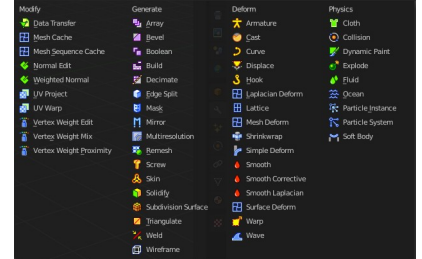 Modify
Data Transfer
Mesh Cache
Mesh Sequence Cache
Normal Edit
Weighted Normal
UV Project
UV Warp
Vertex Weight Edit
Vertex Weight Mix
Vertex Weight Proximity
Generate
Array
Bevel
Boolean
Build
Decimate
Edge Split
Mask
Mirror
Multiresolution
Remesh
Screw
Skin
Solidify
Subdivision Surface
Triangulate
Weld
Wireframe
Deform
Armature
Cast
Curve
Displace
Hook
Laplacian Deform
Lattice
Mesh Deform
Shrinkwrap
Simple Deform
Smooth
Smooth Corrective
Smooth Laplacian
Surface Deform
Warp
Wave
Physics
Cloth
Collision
Dynamic Paint
Explode
Fluid
Ocean
Particle Instance
Particle System
Soft Body